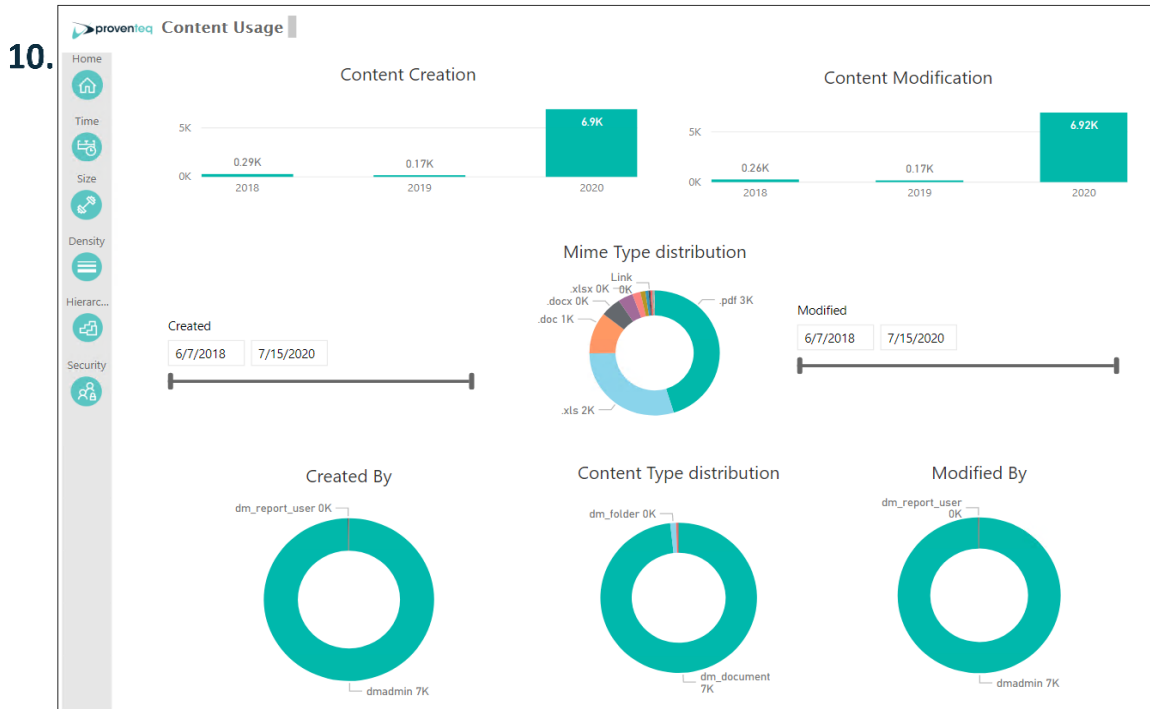 proventeq Content Usage
10.
Home
Time
Size
Density
Hierarc...
Security
Content Creation
5K
0K
0.29K
0.17K
6.9K
2018
2019
2020
Content Modification
5K
0K
0.26K
0.17K
6.92K
2018
2019
2020
Mime Type distribution
Link
0K
.xlsx 0K
.docx 0K
.doc 1K
.xls 2K
.pdf 3K
Created
6/7/2018
7/15/2020
Modified
6/7/2018
7/15/2020
Created By
dm_report_user 0K
dmadmin 7K
Content Type distribution
dm_folder 0K
dm_document
7K
Modified By
dm_report_user
0K
dmadmin 7K